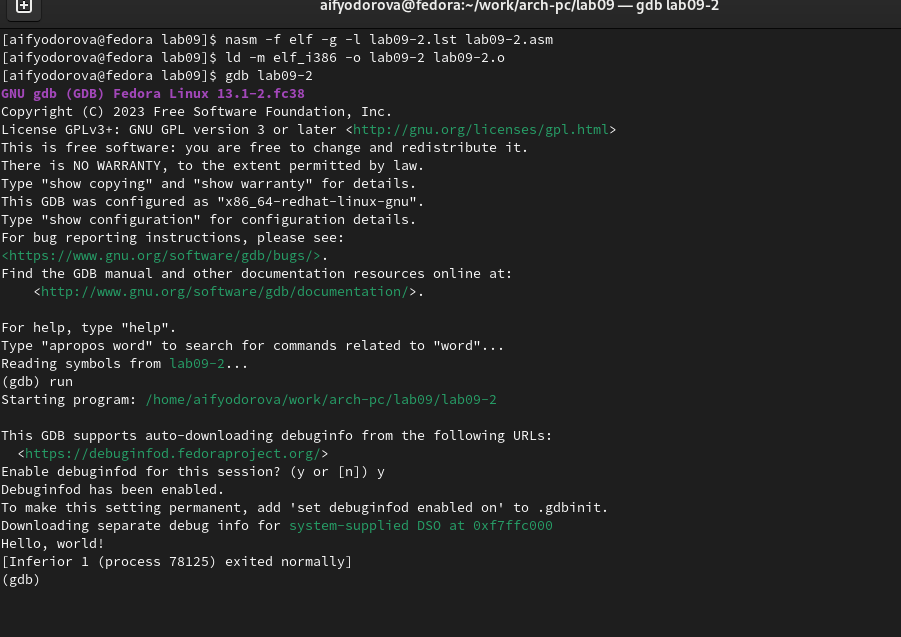 aifyodorova@fedora:~/work/arch-pc/lab09 — gdb lab09-2
[aifyodorova@fedora lab09]$ nasm -f elf -g -l lab09-2.lst lab09-2.asm
[aifyodorova@fedora lab09]$ ld -m elf_i386 -o lab09-2 lab09-2.o
[aifyodorova@fedora lab09]$ gdb lab09-2
GNU gdb (GDB) Fedora Linux 13.1-2.fc38
Copyright (C) 2023 Free Software Foundation, Inc.
License GPLv3+: GNU GPL version 3 or later <http://gnu.org/licenses/gpl.html>
This is free software: you are free to change and redistribute it.
There is NO WARRANTY, to the extent permitted by law.
Type "show copying" and "show warranty" for details.
This GDB was configured as "x86_64-redhat-linux-gnu".
Type "show configuration" for configuration details.
For bug reporting instructions, please see:
<https://www.gnu.org/software/gdb/bugs/>.
Find the GDB manual and other documentation resources online at:
    <http://www.gnu.org/software/gdb/documentation/>.

For help, type "help".
Type "apropos word" to search for commands related to "word"...
Reading symbols from lab09-2...
(gdb) run
Starting program: /home/aifyodorova/work/arch-pc/lab09/lab09-2

This GDB supports auto-downloading debuginfo from the following URLs:
  <https://debuginfod.fedoraproject.org/>
Enable debuginfod for this session? (y or [n]) y
Debuginfod has been enabled.
To make this setting permanent, add 'set debuginfod enabled on' to .gdbinit.
Downloading separate debug info for system-supplied DSO at 0xf7ffc000
Hello, world!
[Inferior 1 (process 78125) exited normally]
(gdb)